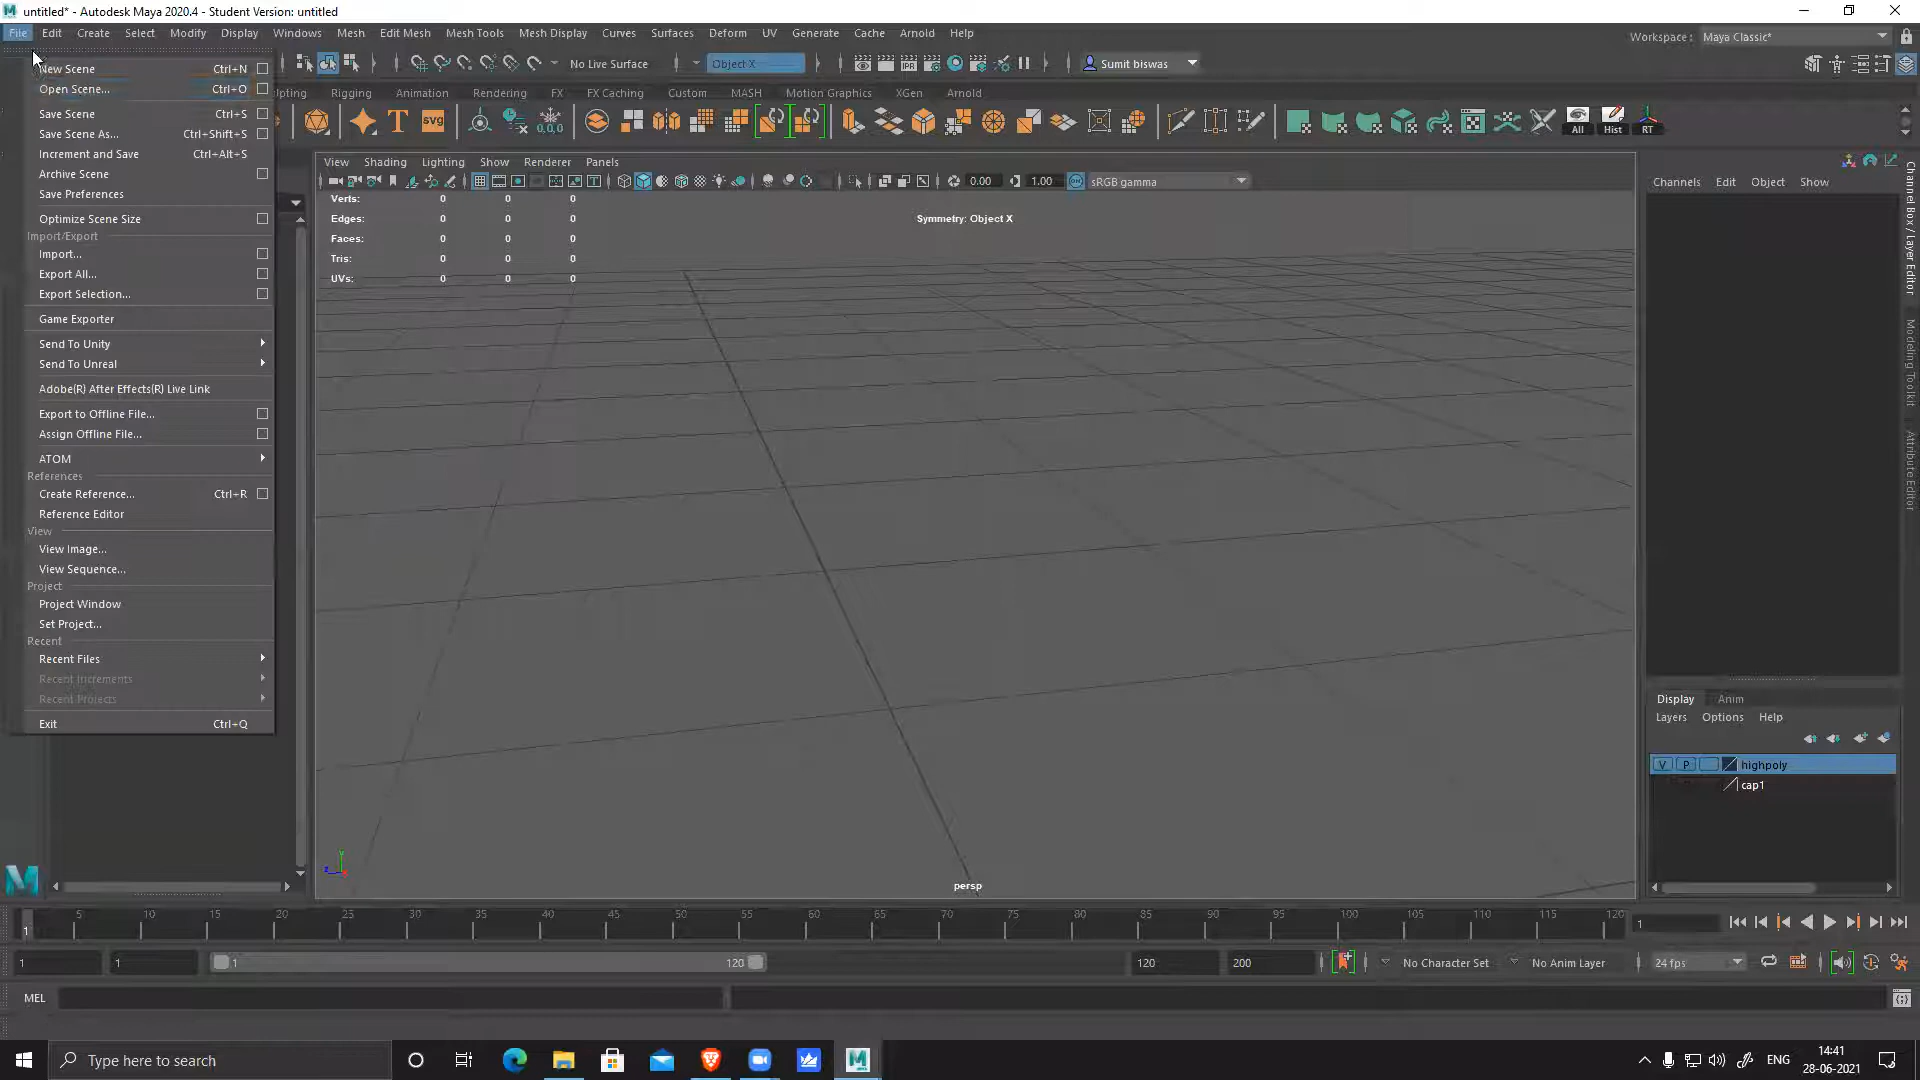 untitled* - Autodesk Maya 2020.4 - Student Version: untitled
File Edit Create Select Modify Display Windows Mesh Edit Mesh Mesh Tools Mesh Display Curves Surfaces Deform UV Generate Cache Arnold Help
Workspace: Maya Classic*
No Live Surface Object X Sumit biswas
Rigging Animation Rendering FX FX Caching Custom MASH Motion Graphics XGen Arnold
All Hist RT
New Scene Ctrl+N
Open Scene... Ctrl+O
Save Scene Ctrl+S
Save Scene As... Ctrl+Shift+S
Increment and Save Ctrl+Alt+S
Archive Scene
Save Preferences
Optimize Scene Size
Import/Export
Import...
Export All...
Export Selection...
Game Exporter
Send To Unity
Send To Unreal
Adobe(R) After Effects(R) Live Link
Export to Offline File...
Assign Offline File...
ATOM
References
Create Reference... Ctrl+R
Reference Editor
View
View Image...
View Sequence...
Project
Project Window
Set Project...
Recent
Recent Files
Recent Increments
Recent Projects
Exit Ctrl+Q
View Shading Lighting Show Renderer Panels
0.00 1.00 sRGB gamma
Verts: 0 0 0
Edges: 0 0 0
Faces: 0 0 0
Tris: 0 0 0
UVs: 0 0 0
Symmetry: Object X
persp
Channels Edit Object Show
Channel Box / Layer Editor
Modeling Toolkit
Attribute Editor
Display Anim
Layers Options Help
V P highpoly
cap1
5 10 15 20 25 30 35 40 45 50 55 60 65 70 75 80 85 90 95 100 105 110 115 120
1 1
1 1 1 120 120 200 No Character Set No Anim Layer 24 fps
MEL
Type here to search
ENG
14:41
28-06-2021